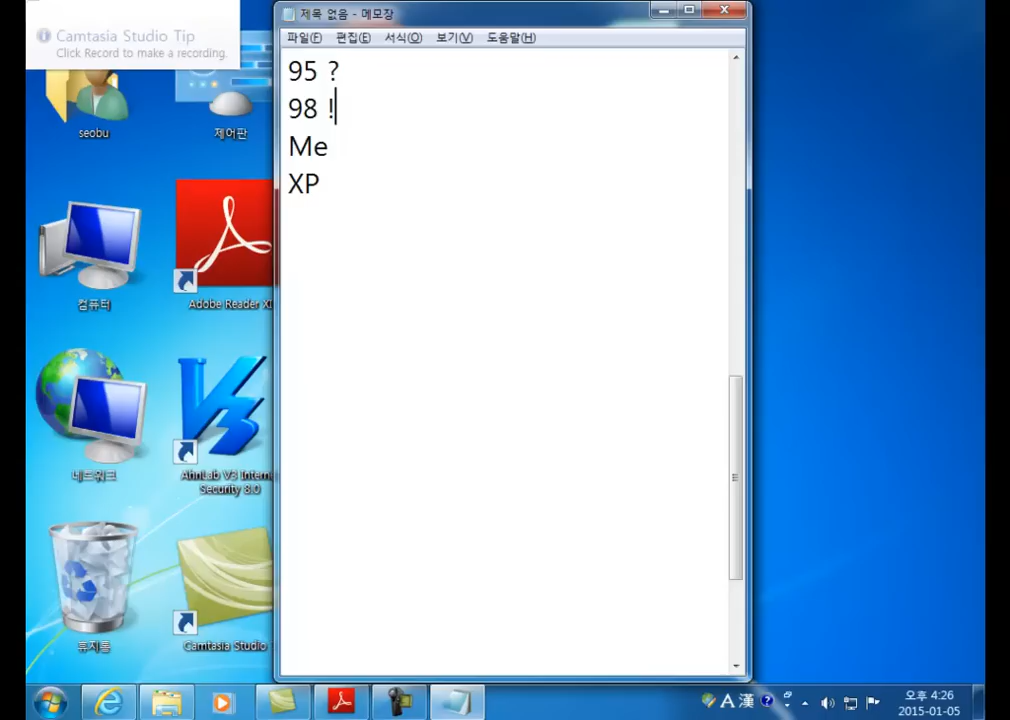 Camtasia Studio Tip
Click Record to make a recording.
제목 없음 - 메모장
파일(F) 편집(E) 서식(O) 보기(V) 도움말(H)
95 ?
98 !
Me
XP
seobu
제어판
컴퓨터
Adobe Reader XI
네트워크
AhnLab V3 Intern
Security 8.0
휴지통
Camtasia Studio
A 漢
오후 4:26
2015-01-05